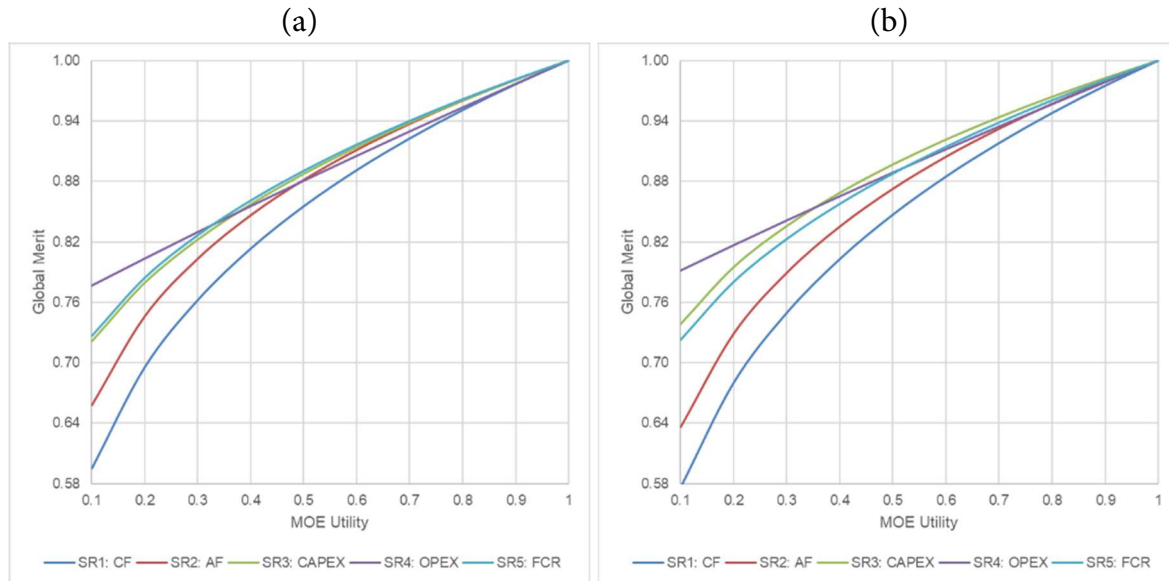 (a)
1.00
0.94
0.88
0.82
0.76
0.70
0.64
0.58
Global Merit
0.1 0.2 0.3 0.4 0.5 0.6 0.7 0.8 0.9 1
MOE Utility
SR1: CF SR2: AF SR3: CAPEX SR4: OPEX SR5: FCR
(b)
1.00
0.94
0.88
0.82
0.76
0.70
0.64
0.58
Global Merit
0.1 0.2 0.3 0.4 0.5 0.6 0.7 0.8 0.9 1
MOE Utility
SR1: CF SR2: AF SR3: CAPEX SR4: OPEX SR5: FCR